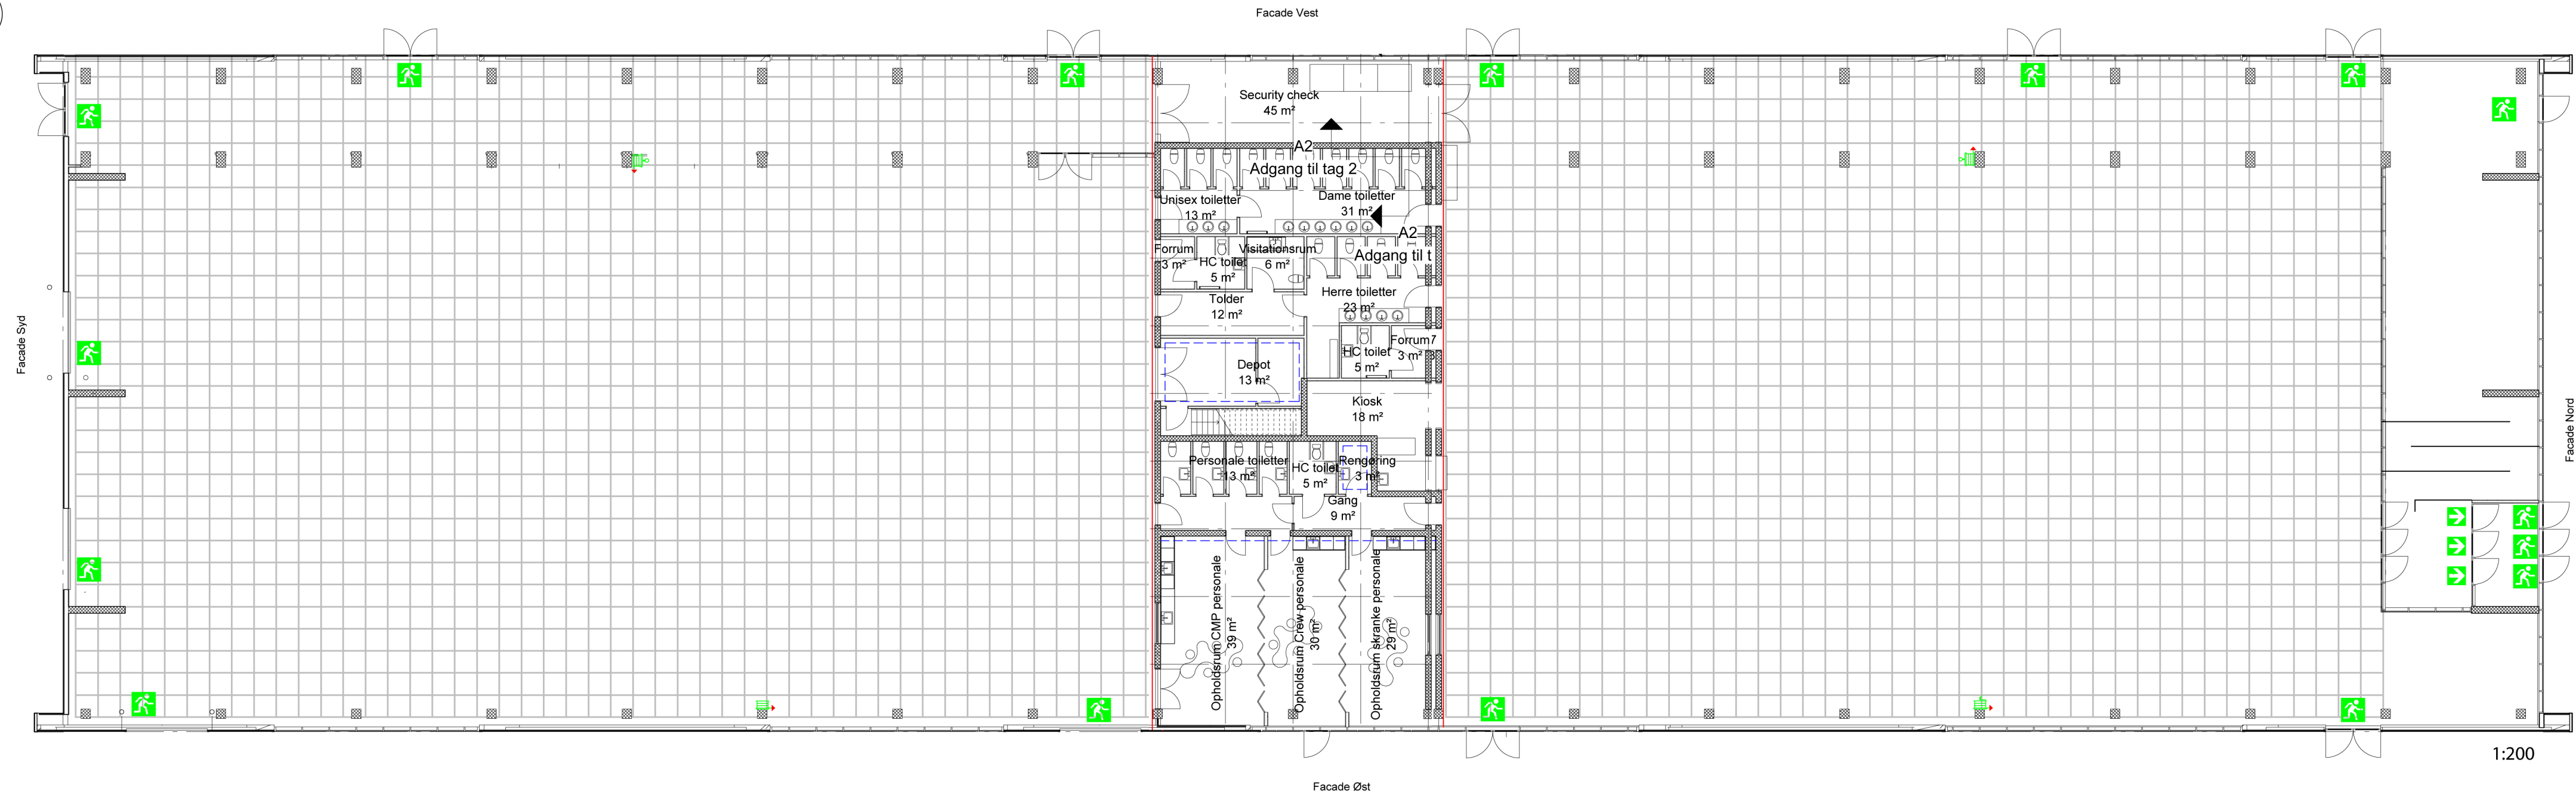 Facade Vest
Security check
45 m²
A2
Adgang til tag 2
Unisex toiletter
13 m²
Dame toiletter
31 m²
A2
Adgang til t
Forrum
3 m²
HC toilet
5 m²
Visitationsrum
6 m²
Tolder
12 m²
Herre toiletter
23 m²
Forrum7
3 m²
HC toilet
5 m²
Depot
13 m²
Kiosk
18 m²
Personale toiletter
13 m²
HC toilet
5 m²
Rengøring
3 m²
Gang
9 m²
Opholdsrum CMP personale
39 m²
Opholdsrum Crew personale
30 m²
Opholdsrum skranke personale
29 m²
Facade Syd
Facade Nord
1:200
Facade Øst